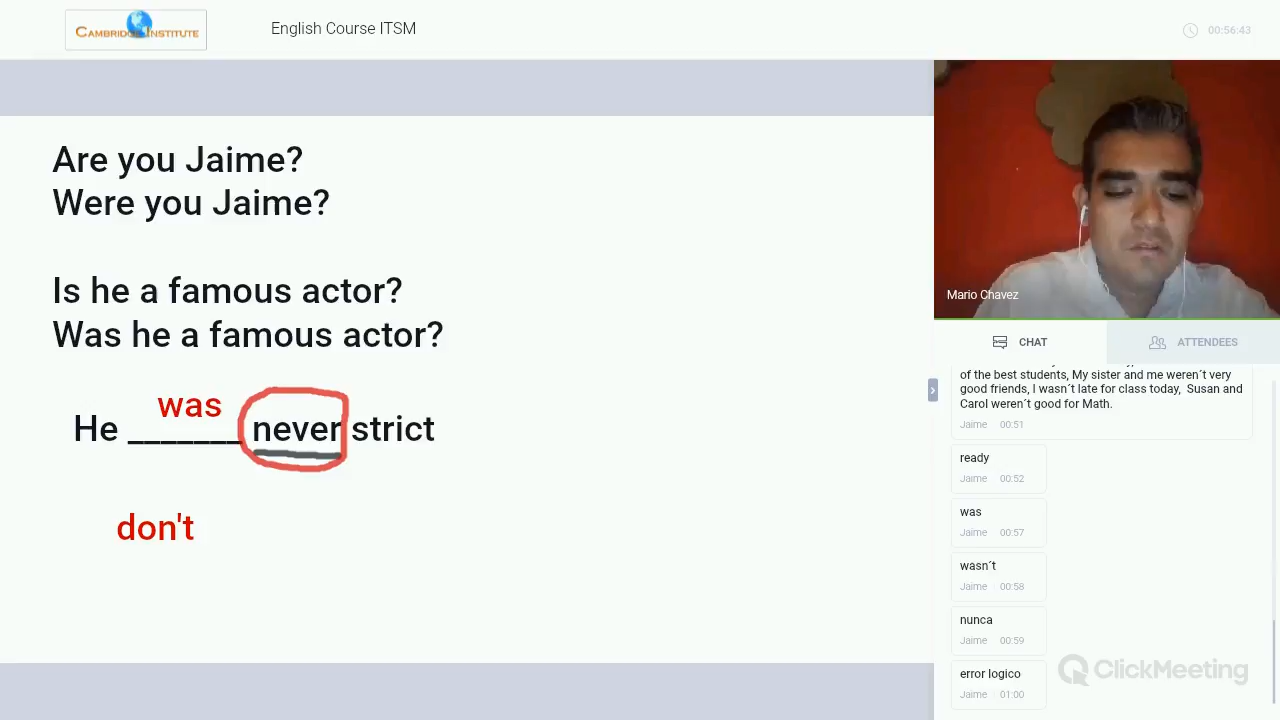 CAMBRIDGE INSTITUTE
English Course ITSM
00:56:43
Are you Jaime?
Were you Jaime?
Is he a famous actor?
Was he a famous actor?
was
He _______ never strict
don't
Mario Chavez
CHAT
ATTENDEES
of the best students, My sister and me weren´t very
good friends, I wasn´t late for class today, Susan and
Carol weren´t good for Math.
Jaime 00:51
ready
Jaime 00:52
was
Jaime 00:57
wasn´t
Jaime 00:58
nunca
Jaime 00:59
error logico
Jaime 01:00
ClickMeeting